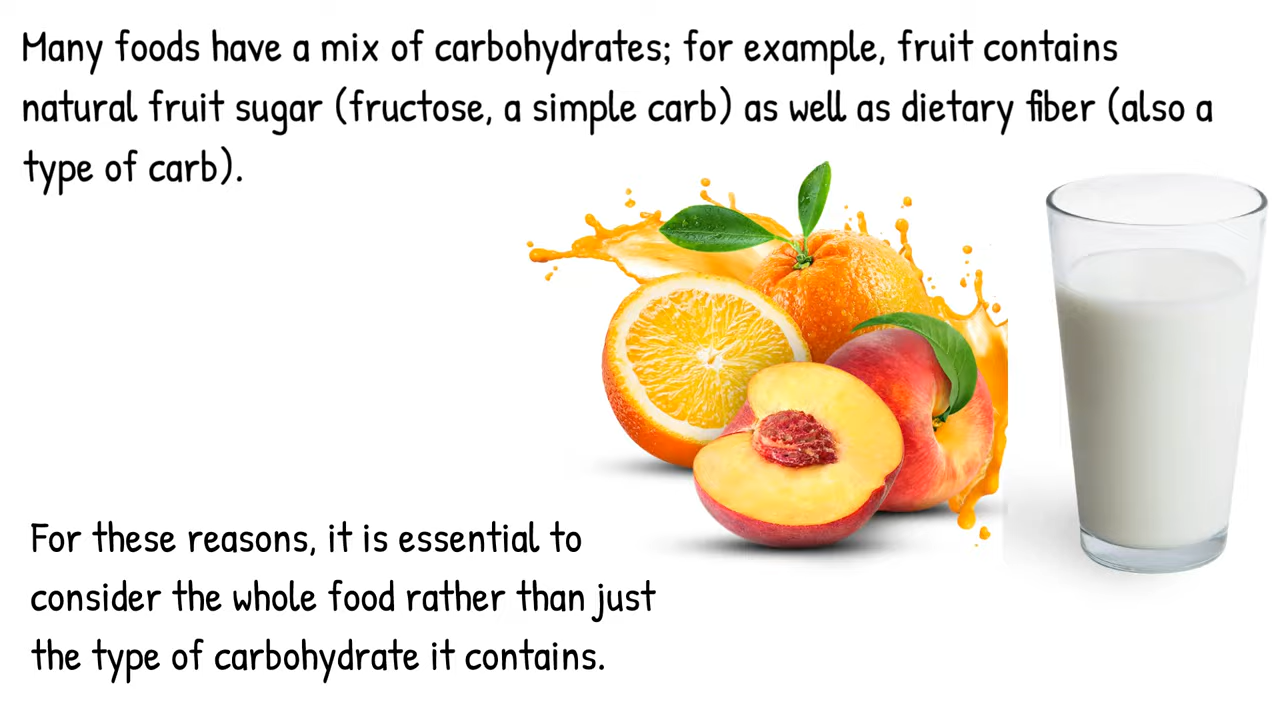 Many foods have a mix of carbohydrates; for example, fruit contains
natural fruit sugar (fructose, a simple carb) as well as dietary fiber (also a
type of carb).
For these reasons, it is essential to
consider the whole food rather than just
the type of carbohydrate it contains.